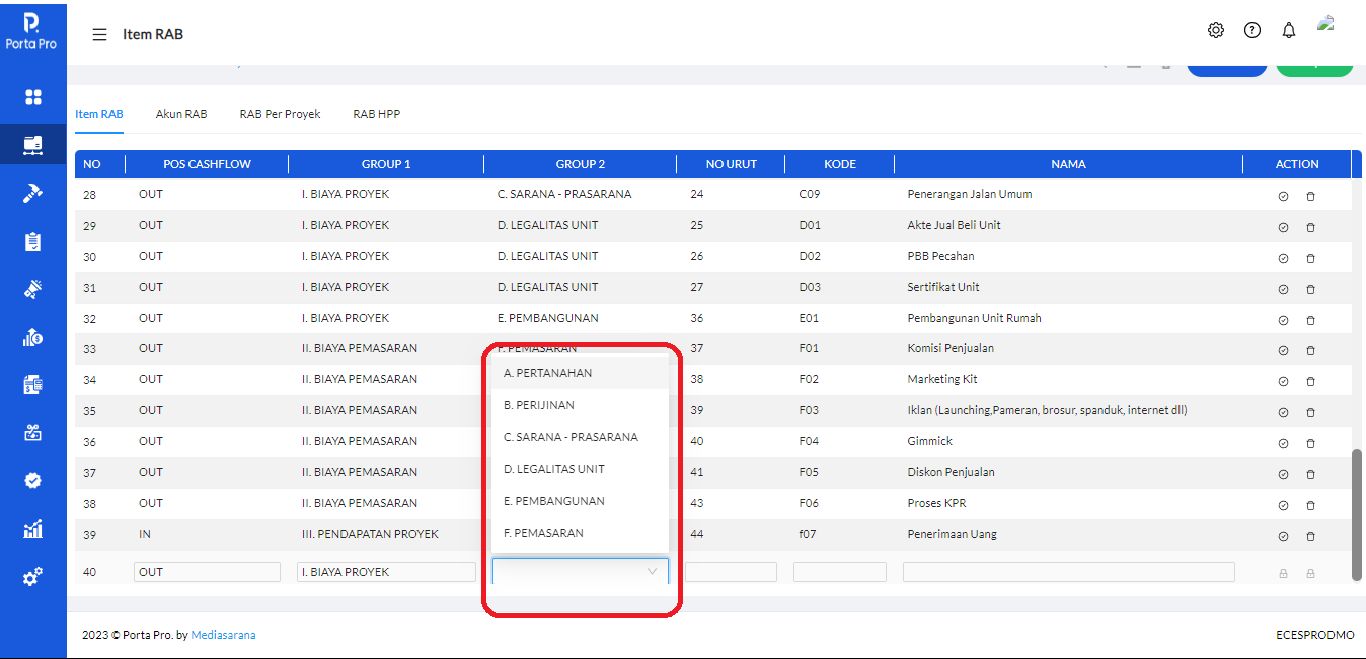 Porta Pro
Item RAB
Item RAB Akun RAB RAB Per Proyek RAB HPP
NO POS CASHFLOW GROUP 1 GROUP 2 NO URUT KODE NAMA ACTION
28 OUT I. BIAYA PROYEK C. SARANA - PRASARANA 24 C09 Penerangan Jalan Umum
29 OUT I. BIAYA PROYEK D. LEGALITAS UNIT 25 D01 Akte Jual Beli Unit
30 OUT I. BIAYA PROYEK D. LEGALITAS UNIT 26 D02 PBB Pecahan
31 OUT I. BIAYA PROYEK D. LEGALITAS UNIT 27 D03 Sertifikat Unit
32 OUT I. BIAYA PROYEK E. PEMBANGUNAN 36 E01 Pembangunan Unit Rumah
33 OUT II. BIAYA PEMASARAN F. PEMASARAN 37 F01 Komisi Penjualan
A. PERTANAHAN
34 OUT II. BIAYA PEMASARAN 38 F02 Marketing Kit
B. PERIJINAN
35 OUT II. BIAYA PEMASARAN 39 F03 Iklan (Launching,Pameran, brosur, spanduk, internet dll)
C. SARANA - PRASARANA
36 OUT II. BIAYA PEMASARAN 40 F04 Gimmick
D. LEGALITAS UNIT
37 OUT II. BIAYA PEMASARAN 41 F05 Diskon Penjualan
E. PEMBANGUNAN
38 OUT II. BIAYA PEMASARAN 43 F06 Proses KPR
F. PEMASARAN
39 IN III. PENDAPATAN PROYEK 44 f07 Penerimaan Uang
40 OUT I. BIAYA PROYEK
2023 © Porta Pro. by Mediasarana ECESPRODMO